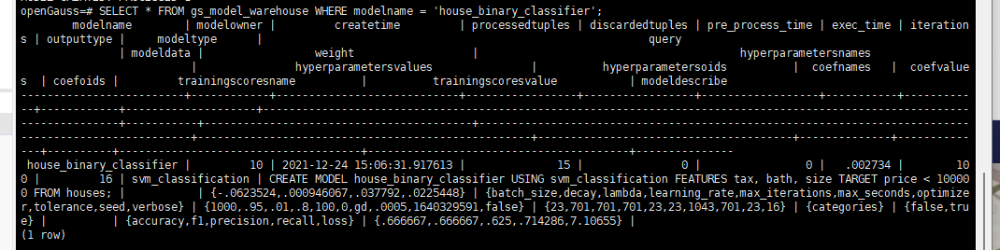 openGauss=# SELECT * FROM gs_model_warehouse WHERE modelname = 'house_binary_classifier';
modelname | modelowner | createtime | processedtuples | discardedtuples | pre_process_time | exec_time | iteration
s | outputtype | modeltype | query
| modeldata | weight | hyperparametersnames
| hyperparametersvalues | hyperparametersoids | coefnames | coefvalue
s | coefoids | trainingscoresname | trainingscoresvalue | modeldescribe
-------------------------+------------+----------------------------+-----------------+-----------------+------------------+-----------+----------
--+------------+--------------------+---------------------------------------------------------------------------------------------------------
---------------+-----------+------------------------------------------+-------------------------------------------------------------------------
--------------------------+--------------------------------------------------+--------------------------------------+--------------+----------
---+----------+------------------------------------+---------------------------------------+---------------
house_binary_classifier | 10 | 2021-12-24 15:06:31.917613 | 15 | 0 | 0 | .002734 | 10
0 | 16 | svm_classification | CREATE MODEL house_binary_classifier USING svm_classification FEATURES tax, bath, size TARGET price < 10000
0 FROM houses; | | {-.0623524,.000946067,.037792,.0225448} | {batch_size,decay,lambda,learning_rate,max_iterations,max_seconds,optimize
r,tolerance,seed,verbose} | {1000,.95,.01,.8,100,0,gd,.0005,1640329591,false} | {23,701,701,701,23,23,1043,701,23,16} | {categories} | {false,tru
e} | | {accuracy,f1,precision,recall,loss} | {.666667,.666667,.625,.714286,7.10655} |
(1 row)